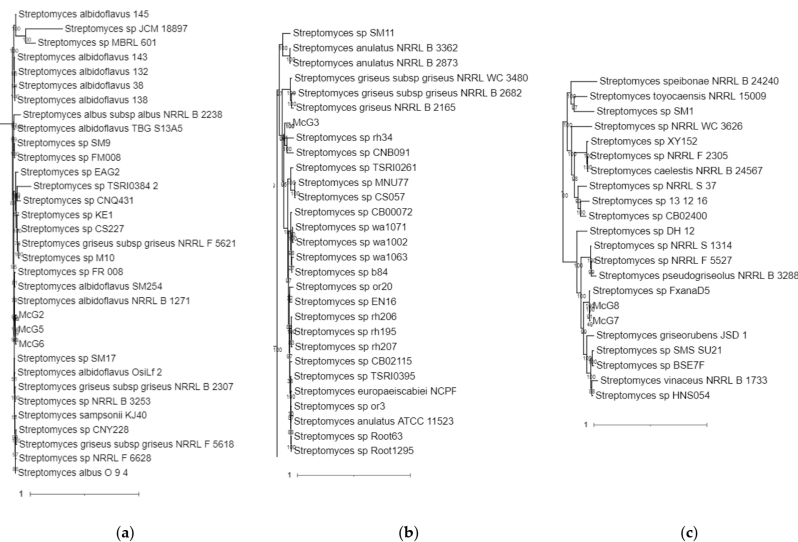 Streptomyces albidoflavus 145
Streptomyces sp JCM 18897
Streptomyces sp MBRL 601
Streptomyces albidoflavus 143
Streptomyces albidoflavus 132
Streptomyces albidoflavus 38
Streptomyces albidoflavus 138
Streptomyces albus subsp albus NRRL B 2238
Streptomyces albidoflavus TBG S13A5
Streptomyces sp SM9
Streptomyces sp FM008
Streptomyces sp EAG2
Streptomyces sp TSRI0384 2
Streptomyces sp CNQ431
Streptomyces sp KE1
Streptomyces sp CS227
Streptomyces griseus subsp griseus NRRL F 5621
Streptomyces sp M10
Streptomyces sp FR 008
Streptomyces albidoflavus SM254
Streptomyces albidoflavus NRRL B 1271
McG2
McG5
McG6
Streptomyces sp SM17
Streptomyces albidoflavus OsiLf 2
Streptomyces griseus subsp griseus NRRL B 2307
Streptomyces sp NRRL B 3253
Streptomyces sampsonii KJ40
Streptomyces sp CNY228
Streptomyces griseus subsp griseus NRRL F 5618
Streptomyces sp NRRL F 6628
Streptomyces albus O 9 4
1
(a)
Streptomyces sp SM11
Streptomyces anulatus NRRL B 3362
Streptomyces anulatus NRRL B 2873
Streptomyces griseus subsp griseus NRRL WC 3480
Streptomyces griseus subsp griseus NRRL B 2682
Streptomyces griseus NRRL B 2165
McG3
Streptomyces sp rh34
Streptomyces sp CNB091
Streptomyces sp TSRI0261
Streptomyces sp MNU77
Streptomyces sp CS057
Streptomyces sp CB00072
Streptomyces sp wa1071
Streptomyces sp wa1002
Streptomyces sp wa1063
Streptomyces sp b84
Streptomyces sp or20
Streptomyces sp EN16
Streptomyces sp rh206
Streptomyces sp rh195
Streptomyces sp rh207
Streptomyces sp CB02115
Streptomyces sp TSRI0395
Streptomyces europaeiscabiei NCPF
Streptomyces sp or3
Streptomyces anulatus ATCC 11523
Streptomyces sp Root63
Streptomyces sp Root1295
1
(b)
Streptomyces speibonae NRRL B 24240
Streptomyces toyocaensis NRRL 15009
Streptomyces sp SM1
Streptomyces sp NRRL WC 3626
Streptomyces sp XY152
Streptomyces sp NRRL F 2305
Streptomyces caelestis NRRL B 24567
Streptomyces sp NRRL S 37
Streptomyces sp 13 12 16
Streptomyces sp CB02400
Streptomyces sp DH 12
Streptomyces sp NRRL S 1314
Streptomyces sp NRRL F 5527
Streptomyces pseudogriseolus NRRL B 3288
Streptomyces sp FxanaD5
McG8
McG7
Streptomyces griseorubens JSD 1
Streptomyces sp SMS SU21
Streptomyces sp BSE7F
Streptomyces vinaceus NRRL B 1733
Streptomyces sp HNS054
1
(c)